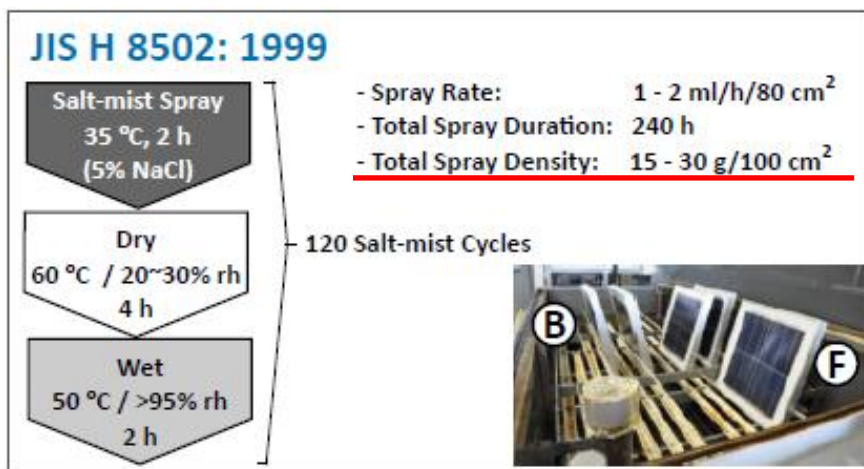 JIS H 8502: 1999
Salt-mist Spray
35 °C, 2 h
(5% NaCl)
Dry
60 °C / 20~30% rh
4 h
Wet
50 °C / >95% rh
2 h
120 Salt-mist Cycles
- Spray Rate: 1 - 2 ml/h/80 cm²
- Total Spray Duration: 240 h
- Total Spray Density: 15 - 30 g/100 cm²
B
F